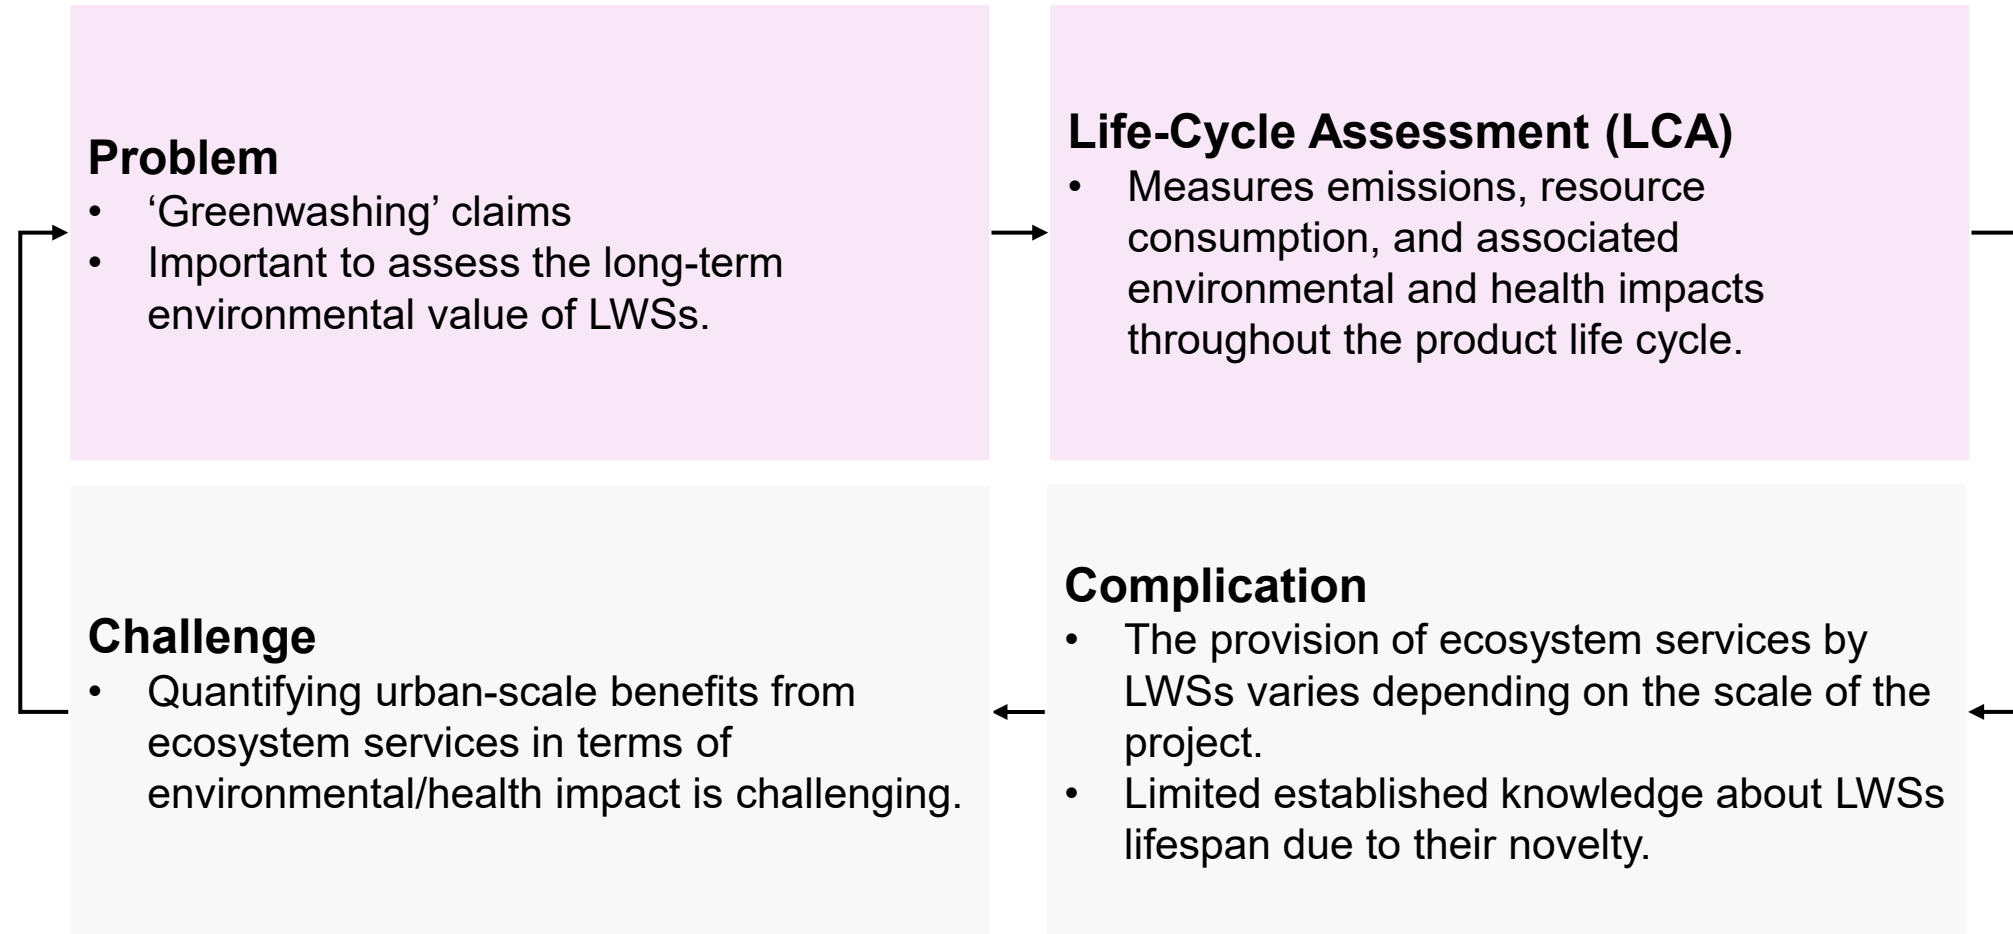 Problem
• ‘Greenwashing’ claims
• Important to assess the long-term
environmental value of LWSs.
Life-Cycle Assessment (LCA)
• Measures emissions, resource
consumption, and associated
environmental and health impacts
throughout the product life cycle.
Challenge
• Quantifying urban-scale benefits from
ecosystem services in terms of
environmental/health impact is challenging.
Complication
• The provision of ecosystem services by
LWSs varies depending on the scale of the
project.
• Limited established knowledge about LWSs
lifespan due to their novelty.